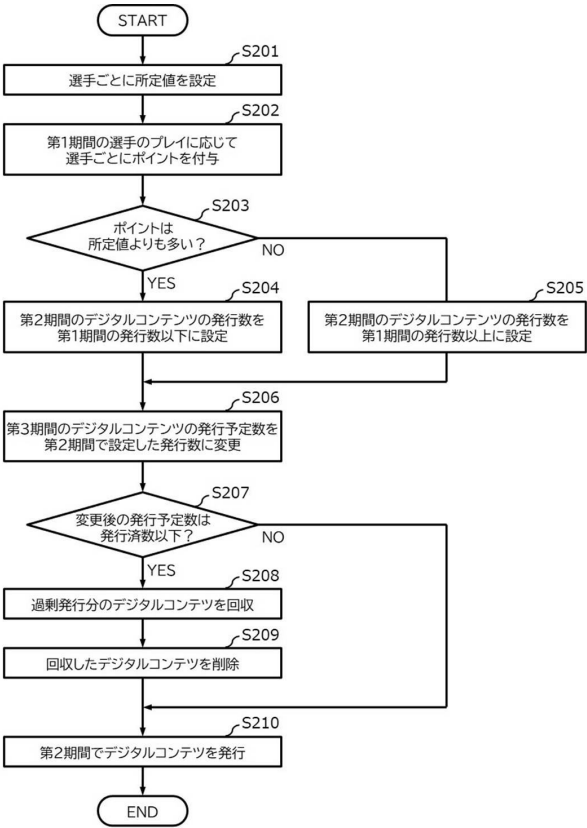 START
S201
選手ごとに所定値を設定
S202
第1期間の選手のプレイに応じて
選手ごとにポイントを付与
S203
ポイントは
所定値よりも多い？
NO
YES
S204
第2期間のデジタルコンテンツの発行数を
第1期間の発行数以下に設定
S205
第2期間のデジタルコンテンツの発行数を
第1期間の発行数以上に設定
S206
第3期間のデジタルコンテンツの発行予定数を
第2期間で設定した発行数に変更
S207
変更後の発行予定数は
発行済数以下？
NO
YES
S208
過剰発行分のデジタルコンテツを回収
S209
回収したデジタルコンテツを削除
S210
第2期間でデジタルコンテツを発行
END